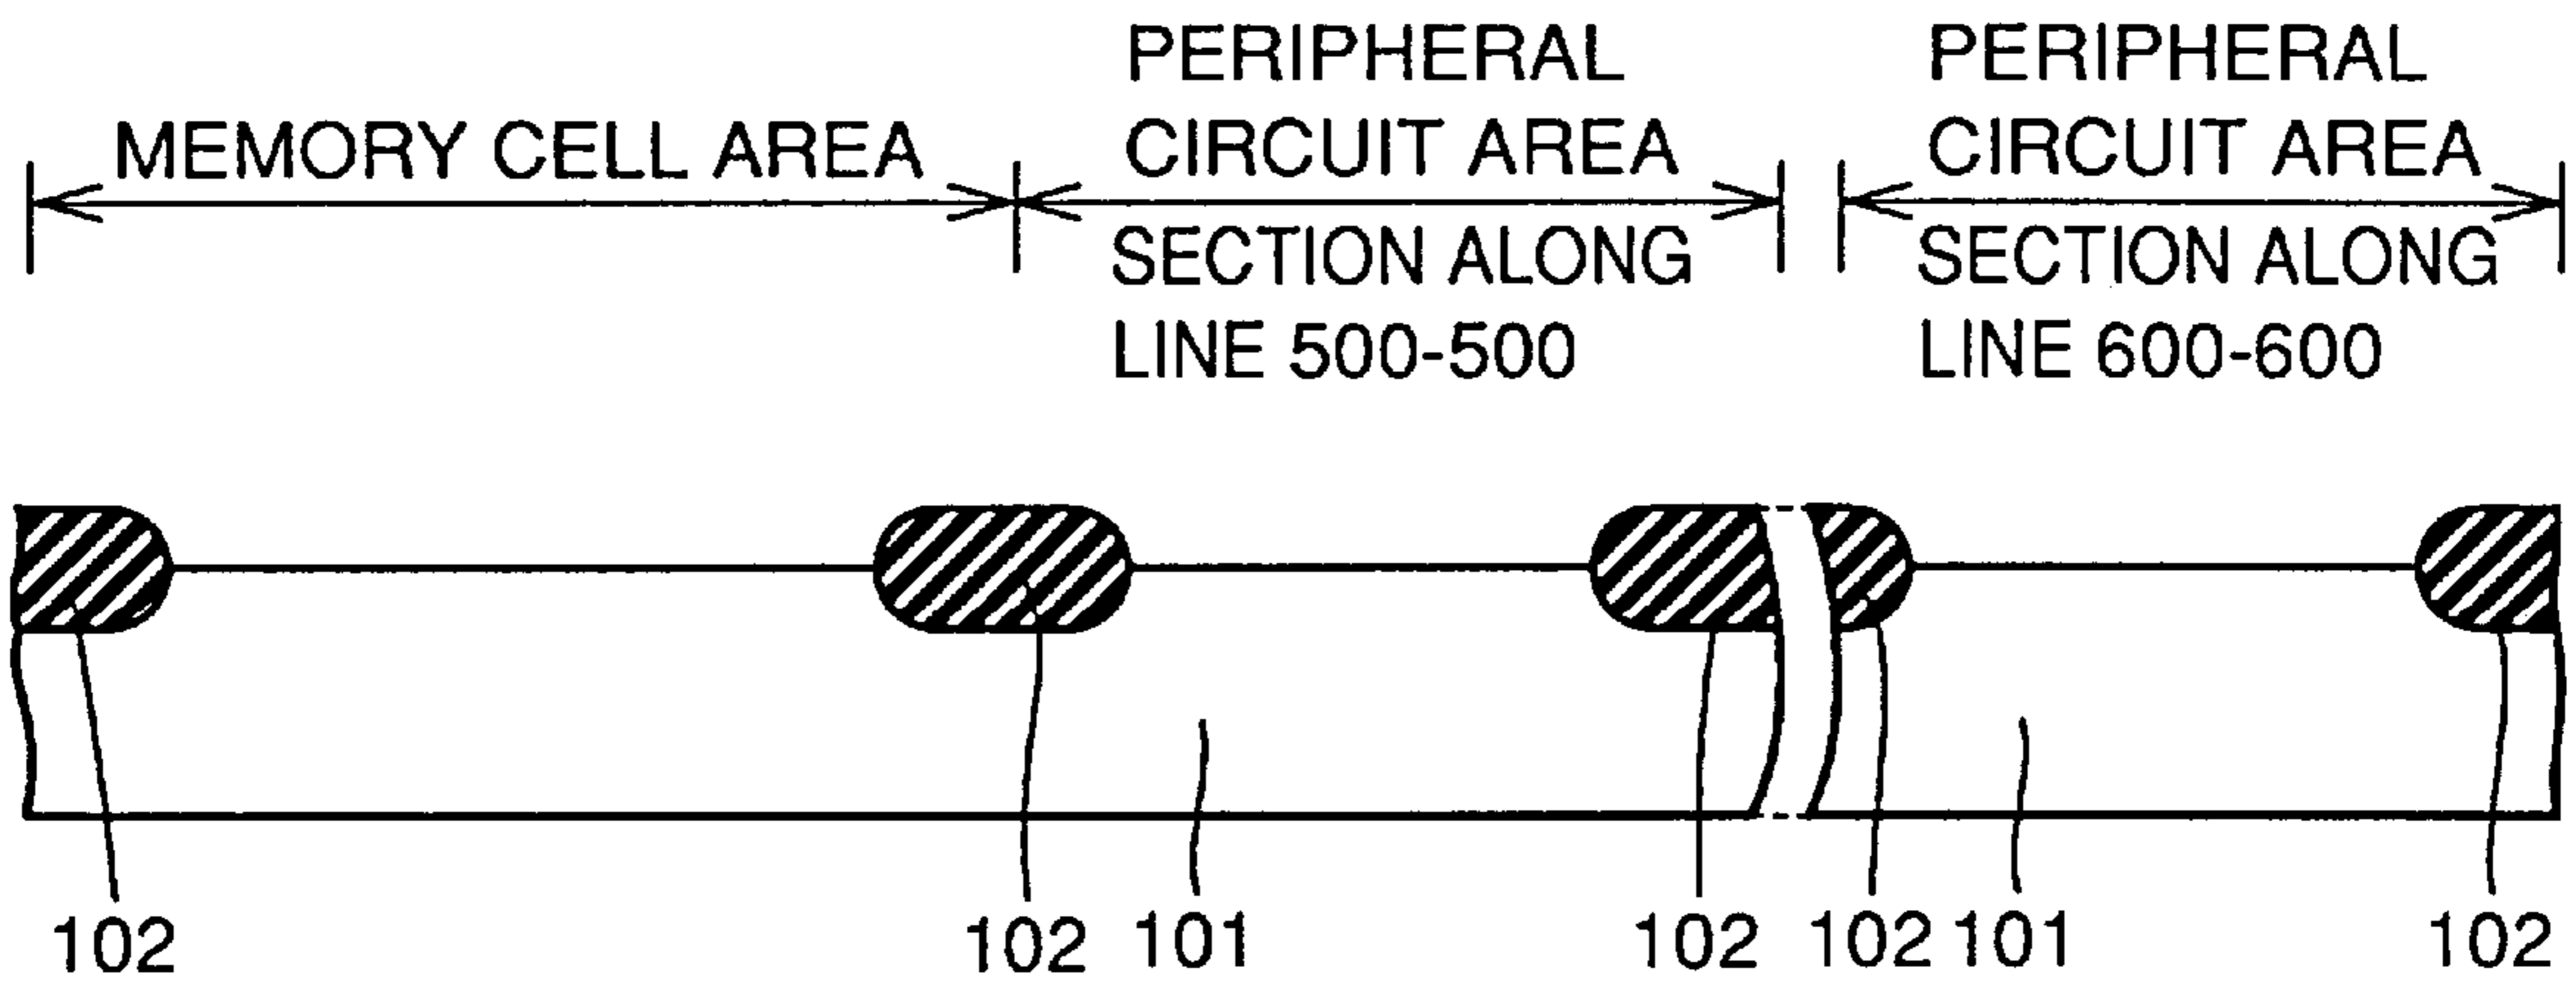 MEMORY CELL AREA
PERIPHERAL
CIRCUIT AREA
SECTION ALONG
LINE 500-500
PERIPHERAL
CIRCUIT AREA
SECTION ALONG
LINE 600-600
102
102
101
102
102
101
102